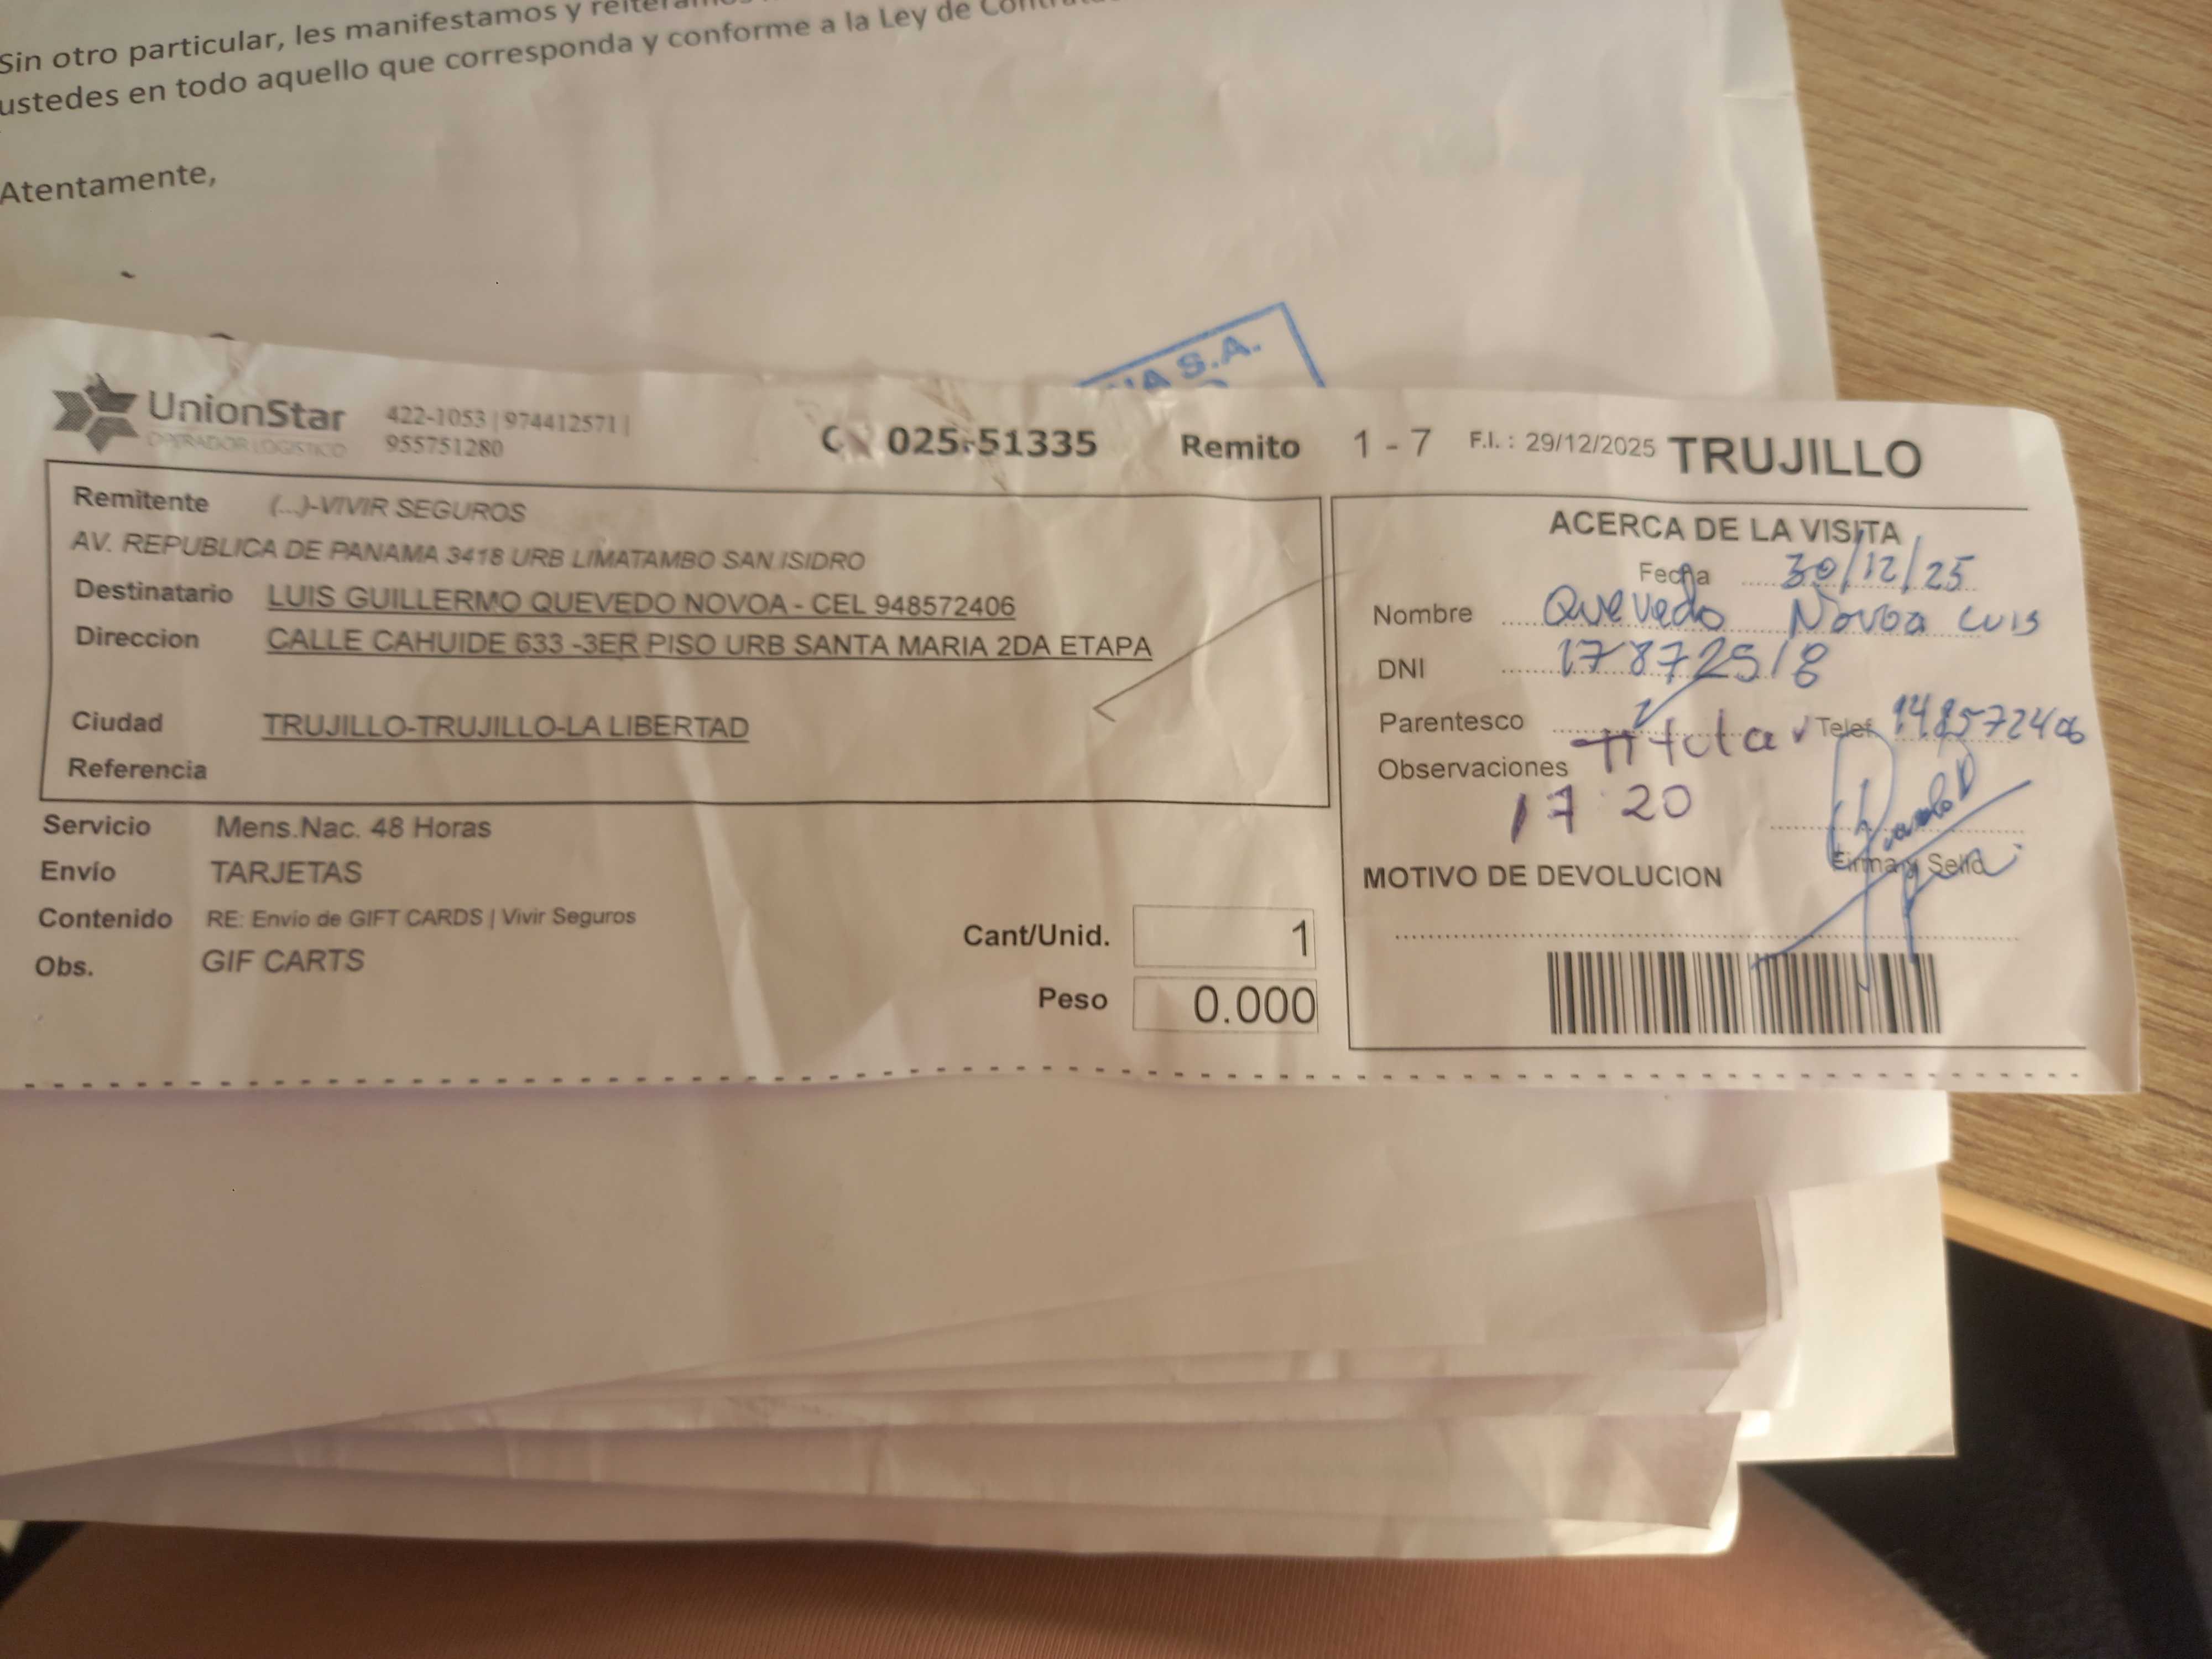 Sin otro particular, les manifestamos y
ustedes en todo aquello que corresponda y conforme a la Ley de
Atentamente,
S.A.
UnionStar
OPERADOR LOGISTICO
422-1053 | 974412571 |
955751280
025-51335
Remito 1 - 7
F.I. : 29/12/2025
TRUJILLO
Remitente (...)-VIVIR SEGUROS
AV. REPUBLICA DE PANAMA 3418 URB LIMATAMBO SAN ISIDRO
Destinatario LUIS GUILLERMO QUEVEDO NOVOA - CEL 948572406
Direccion CALLE CAHUIDE 633 -3ER PISO URB SANTA MARIA 2DA ETAPA
Ciudad TRUJILLO-TRUJILLO-LA LIBERTAD
Referencia
Servicio Mens.Nac. 48 Horas
Envío TARJETAS
Contenido RE: Envío de GIFT CARDS | Vivir Seguros
Obs. GIF CARTS
Cant/Unid. 1
Peso 0.000
ACERCA DE LA VISITA
Fecha 30/12/25
Nombre Quevedo Novoa Luis
DNI 17872518
Parentesco Titular Telef. 948572406
Observaciones
17:20
Firma y Sello
MOTIVO DE DEVOLUCION